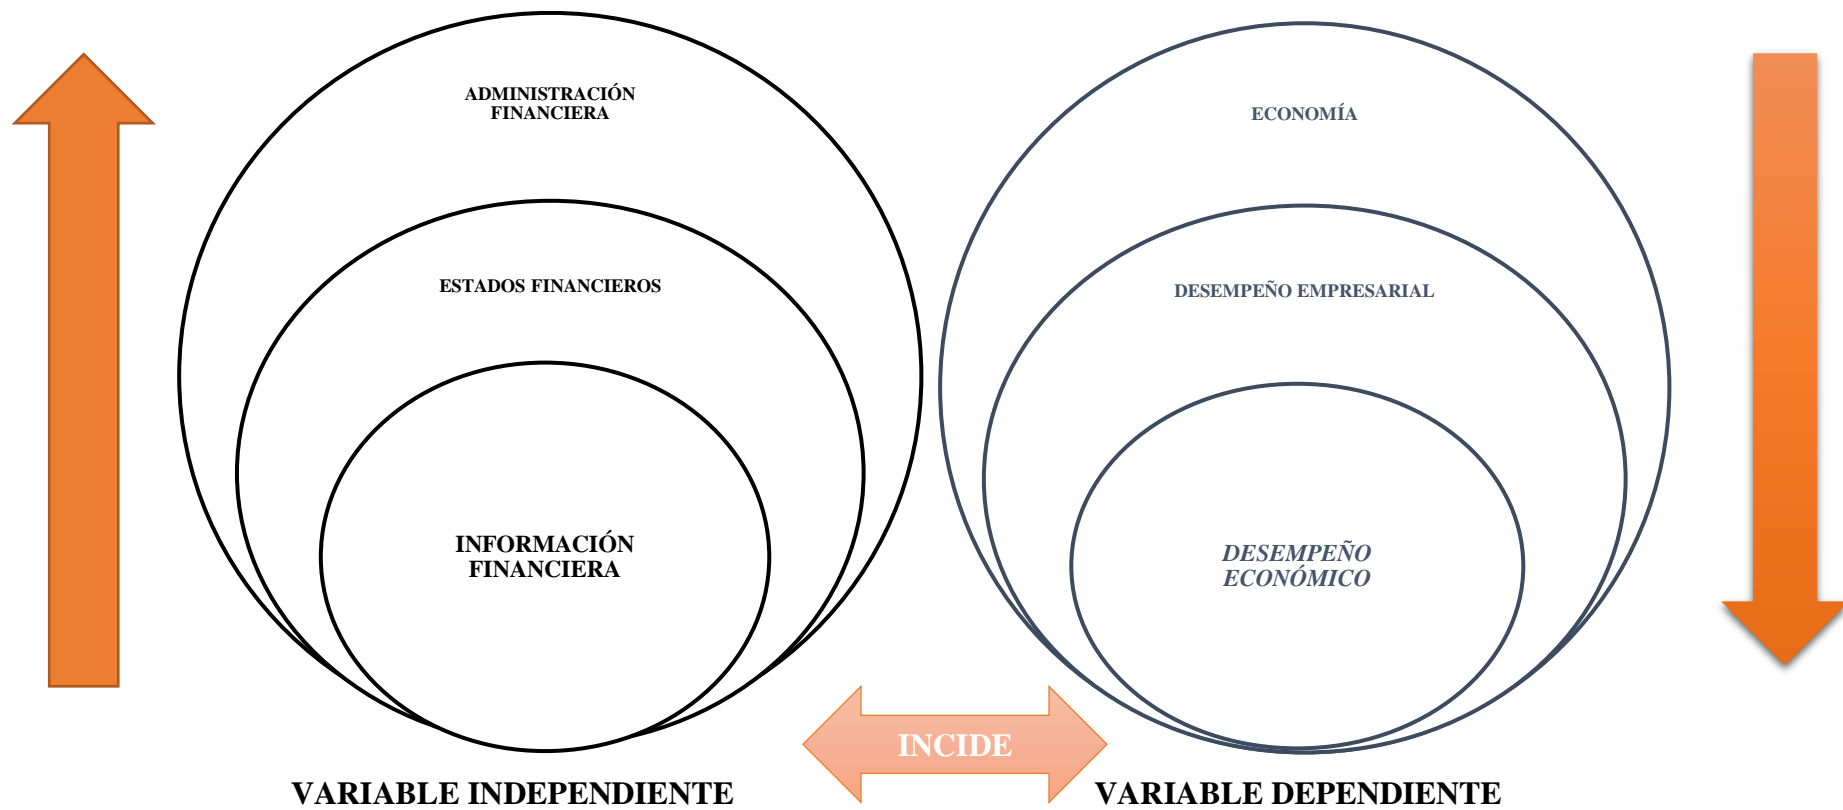 ADMINISTRACIÓN
FINANCIERA
ESTADOS FINANCIEROS
INFORMACIÓN
FINANCIERA
ECONOMÍA
DESEMPEÑO EMPRESARIAL
DESEMPEÑO
ECONÓMICO
INCIDE
VARIABLE INDEPENDIENTE
VARIABLE DEPENDIENTE